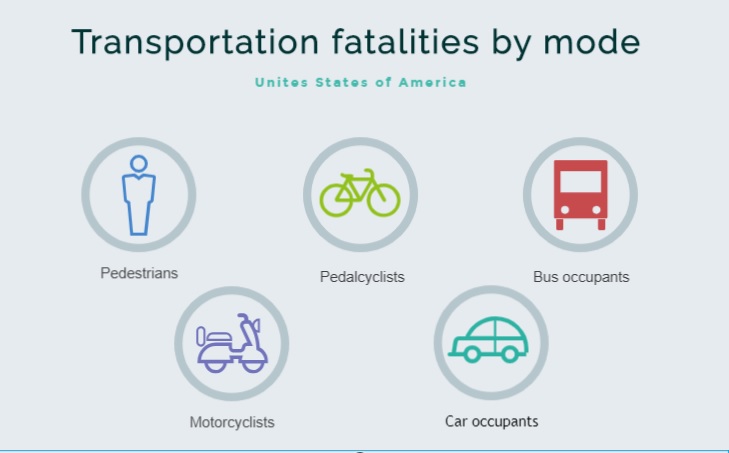 Transportation fatalities by mode
Unites States of America
Pedestrians
Pedalcyclists
Bus occupants
Motorcyclists
Car occupants